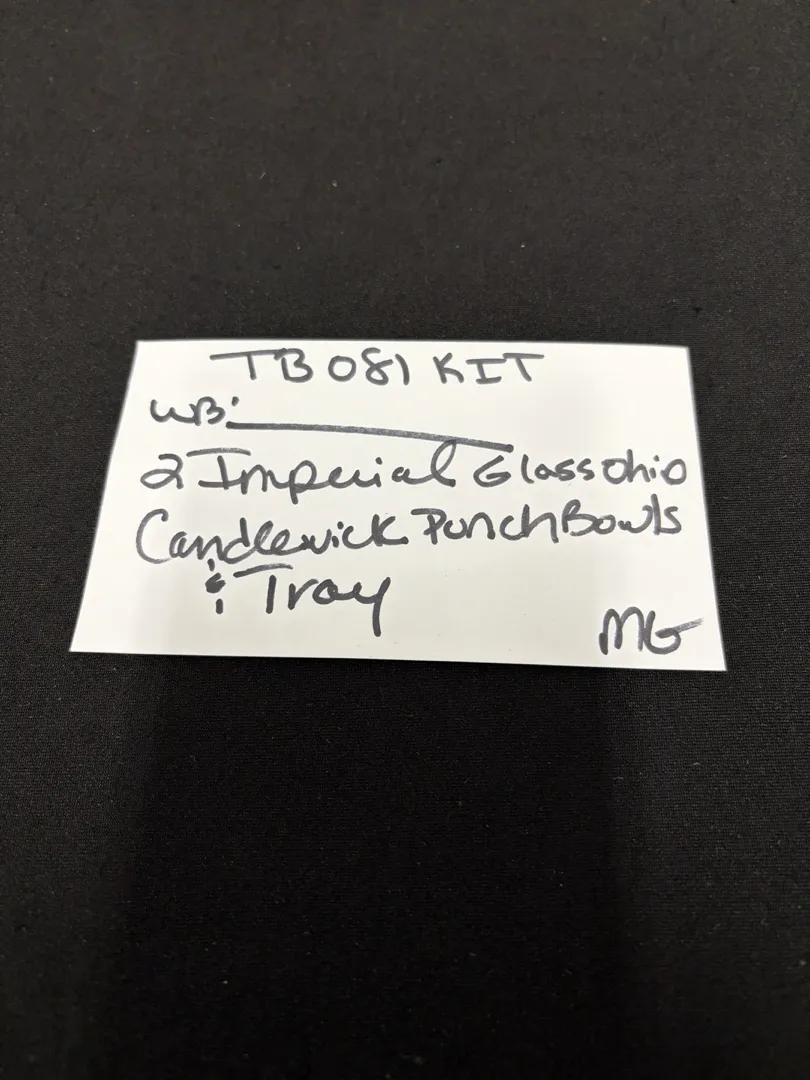 TB081 KIT
WB:
2 Imperial Glass Ohio
Candlewick Punch Bowls
& Tray
MG